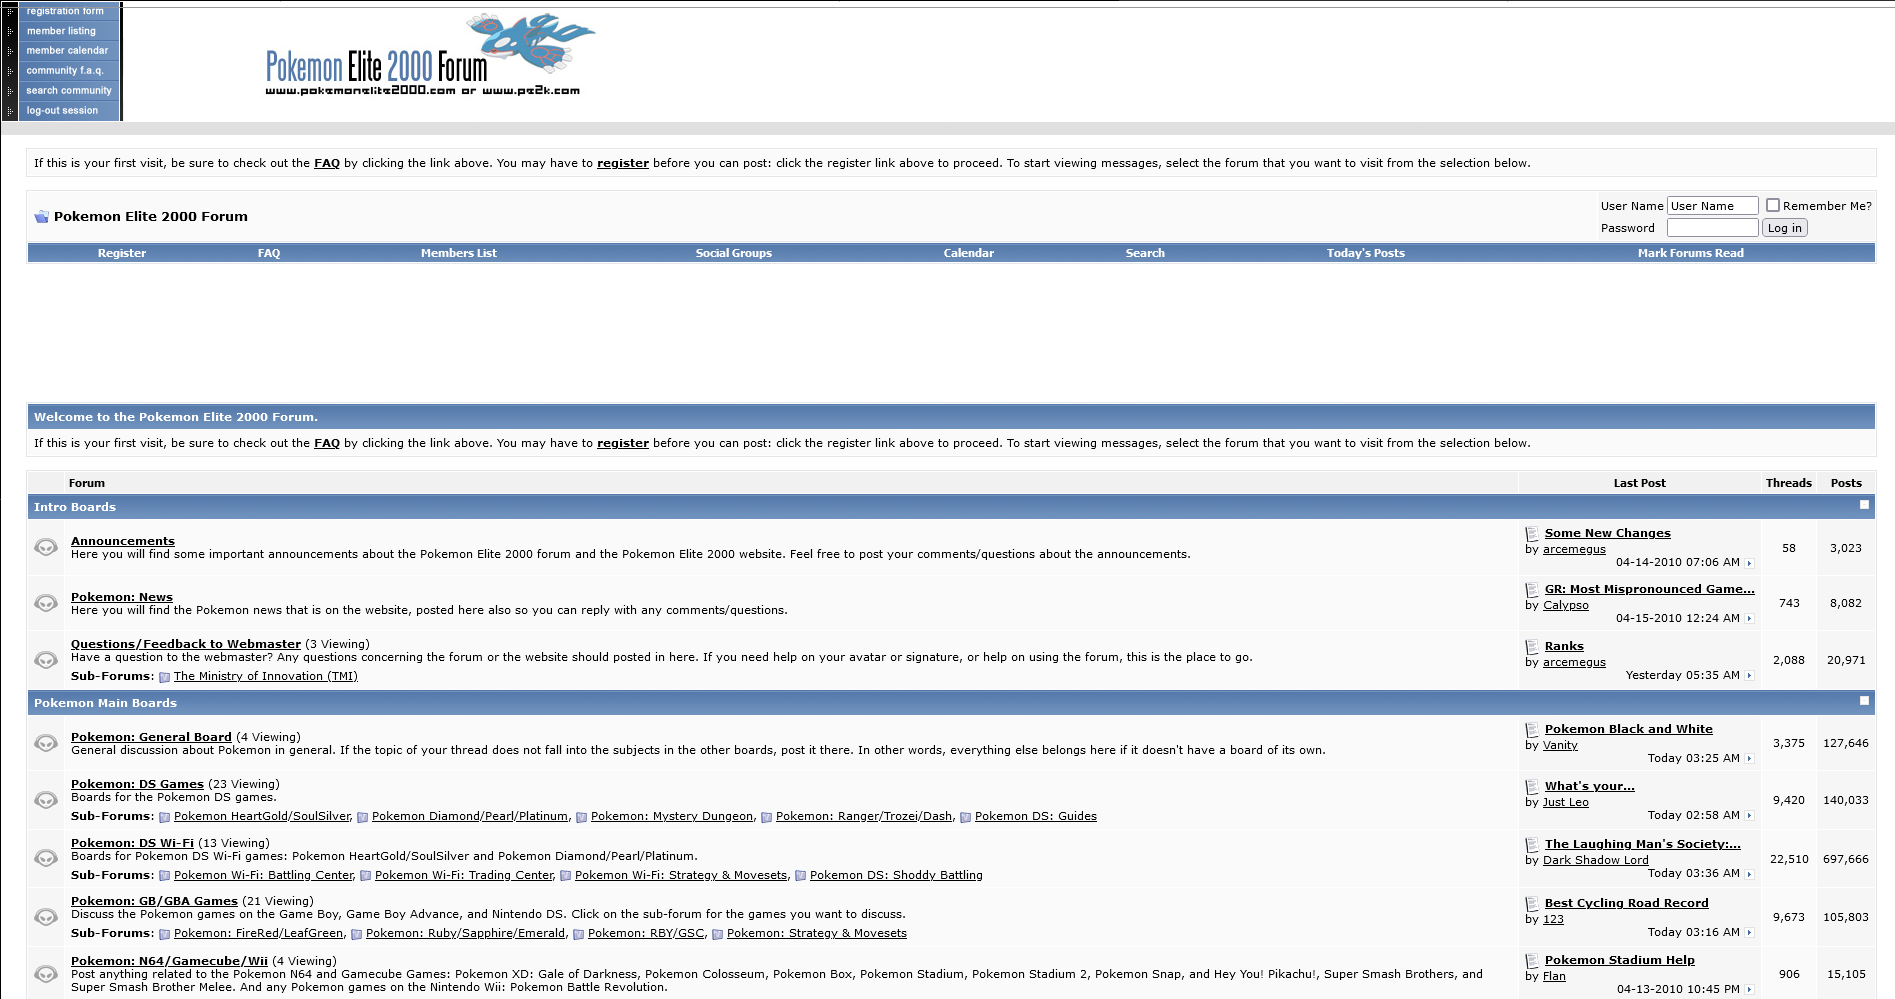 registration form
member listing
member calendar
community f.a.q.
search community
log-out session
Pokemon Elite 2000 Forum
www.pokemonelite2000.com or www.pe2k.com
If this is your first visit, be sure to check out the FAQ by clicking the link above. You may have to register before you can post: click the register link above to proceed. To start viewing messages, select the forum that you want to visit from the selection below.
Pokemon Elite 2000 Forum
User Name User Name Remember Me?
Password Log in
Register FAQ Members List Social Groups Calendar Search Today's Posts Mark Forums Read
Welcome to the Pokemon Elite 2000 Forum.
If this is your first visit, be sure to check out the FAQ by clicking the link above. You may have to register before you can post: click the register link above to proceed. To start viewing messages, select the forum that you want to visit from the selection below.
Forum Last Post Threads Posts
Intro Boards
Announcements
Here you will find some important announcements about the Pokemon Elite 2000 forum and the Pokemon Elite 2000 website. Feel free to post your comments/questions about the announcements.
Some New Changes
by arcemegus
04-14-2010 07:06 AM
58 3,023
Pokemon: News
Here you will find the Pokemon news that is on the website, posted here also so you can reply with any comments/questions.
GR: Most Mispronounced Game...
by Calypso
04-15-2010 12:24 AM
743 8,082
Questions/Feedback to Webmaster (3 Viewing)
Have a question to the webmaster? Any questions concerning the forum or the website should posted in here. If you need help on your avatar or signature, or help on using the forum, this is the place to go.
Sub-Forums: The Ministry of Innovation (TMI)
Ranks
by arcemegus
Yesterday 05:35 AM
2,088 20,971
Pokemon Main Boards
Pokemon: General Board (4 Viewing)
General discussion about Pokemon in general. If the topic of your thread does not fall into the subjects in the other boards, post it there. In other words, everything else belongs here if it doesn't have a board of its own.
Pokemon Black and White
by Vanity
Today 03:25 AM
3,375 127,646
Pokemon: DS Games (23 Viewing)
Boards for the Pokemon DS games.
Sub-Forums: Pokemon HeartGold/SoulSilver, Pokemon Diamond/Pearl/Platinum, Pokemon: Mystery Dungeon, Pokemon: Ranger/Trozei/Dash, Pokemon DS: Guides
What's your...
by Just Leo
Today 02:58 AM
9,420 140,033
Pokemon: DS Wi-Fi (13 Viewing)
Boards for Pokemon DS Wi-Fi games: Pokemon HeartGold/SoulSilver and Pokemon Diamond/Pearl/Platinum.
Sub-Forums: Pokemon Wi-Fi: Battling Center, Pokemon Wi-Fi: Trading Center, Pokemon Wi-Fi: Strategy & Movesets, Pokemon DS: Shoddy Battling
The Laughing Man's Society:...
by Dark Shadow Lord
Today 03:36 AM
22,510 697,666
Pokemon: GB/GBA Games (21 Viewing)
Discuss the Pokemon games on the Game Boy, Game Boy Advance, and Nintendo DS. Click on the sub-forum for the games you want to discuss.
Sub-Forums: Pokemon: FireRed/LeafGreen, Pokemon: Ruby/Sapphire/Emerald, Pokemon: RBY/GSC, Pokemon: Strategy & Movesets
Best Cycling Road Record
by 123
Today 03:16 AM
9,673 105,803
Pokemon: N64/Gamecube/Wii (4 Viewing)
Post anything related to the Pokemon N64 and Gamecube Games: Pokemon XD: Gale of Darkness, Pokemon Colosseum, Pokemon Box, Pokemon Stadium, Pokemon Stadium 2, Pokemon Snap, and Hey You! Pikachu!, Super Smash Brothers, and
Super Smash Brother Melee. And any Pokemon games on the Nintendo Wii: Pokemon Battle Revolution.
Pokemon Stadium Help
by Flan
04-13-2010 10:45 PM
906 15,105